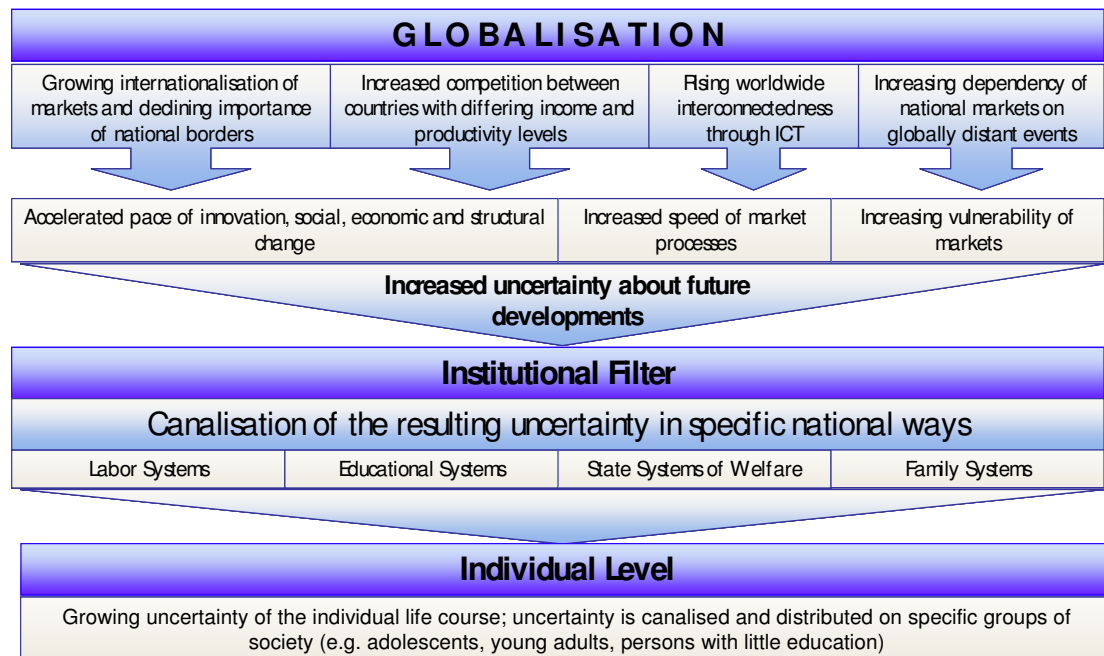 GLOBALISATION
Growing internationalisation of
markets and declining importance
of national borders
Increased competition between
countries with differing income and
productivity levels
Rising worldwide
interconnectedness
through ICT
Increasing dependency of
national markets on
globally distant events
Accelerated pace of innovation, social, economic and structural
change
Increased speed of market
processes
Increasing vulnerability of
markets
Increased uncertainty about future
developments
Institutional Filter
Canalisation of the resulting uncertainty in specific national ways
Labor Systems
Educational Systems
State Systems of Welfare
Family Systems
Individual Level
Growing uncertainty of the individual life course; uncertainty is canalised and distributed on specific groups of
society (e.g. adolescents, young adults, persons with little education)